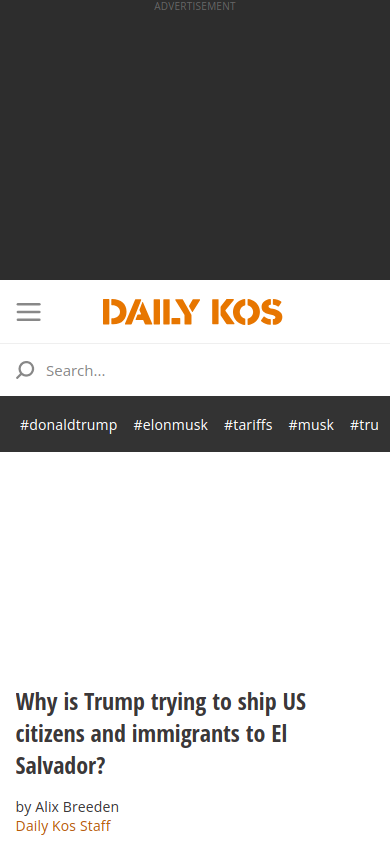 ADVERTISEMENT
DAILY KOS
Search...
#donaldtrump #elonmusk #tariffs #musk #tru
Why is Trump trying to ship US
citizens and immigrants to El
Salvador?
by Alix Breeden
Daily Kos Staff